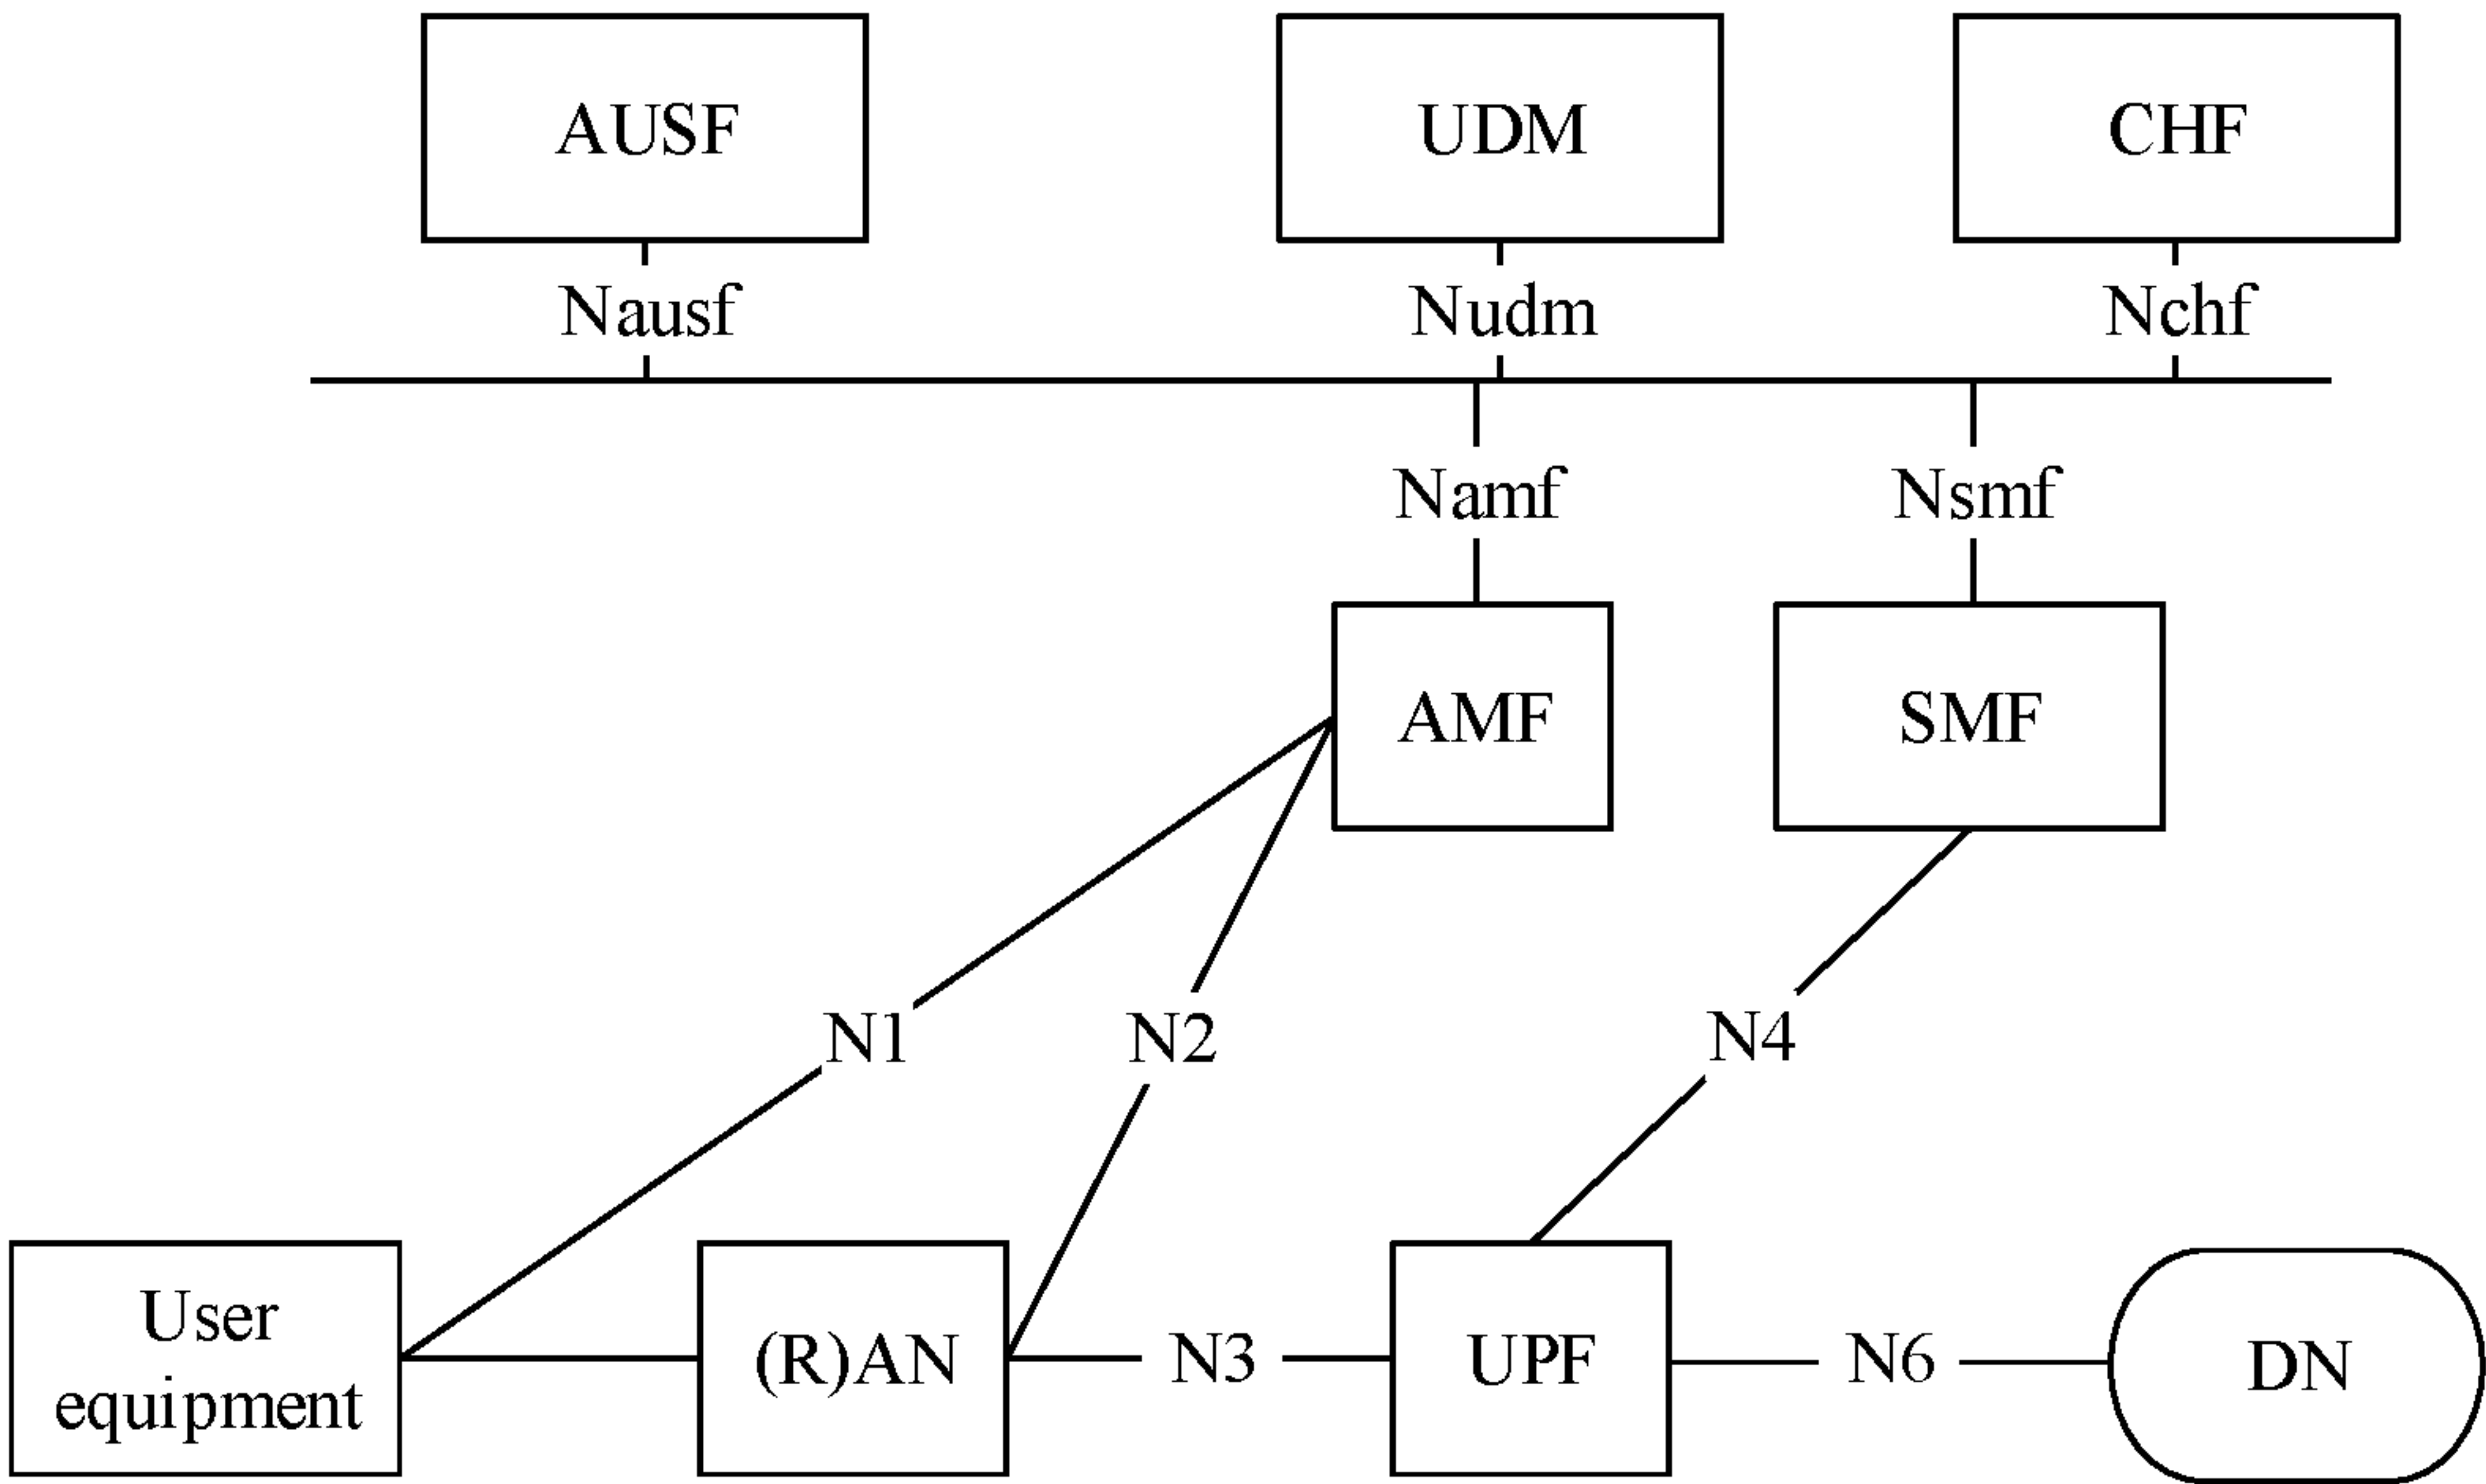 AUSF
UDM
CHF
Nausf
Nudm
Nchf
Namf
Nsmf
AMF
SMF
N1
N2
N4
User
equipment
(R)AN
N3
UPF
N6
DN